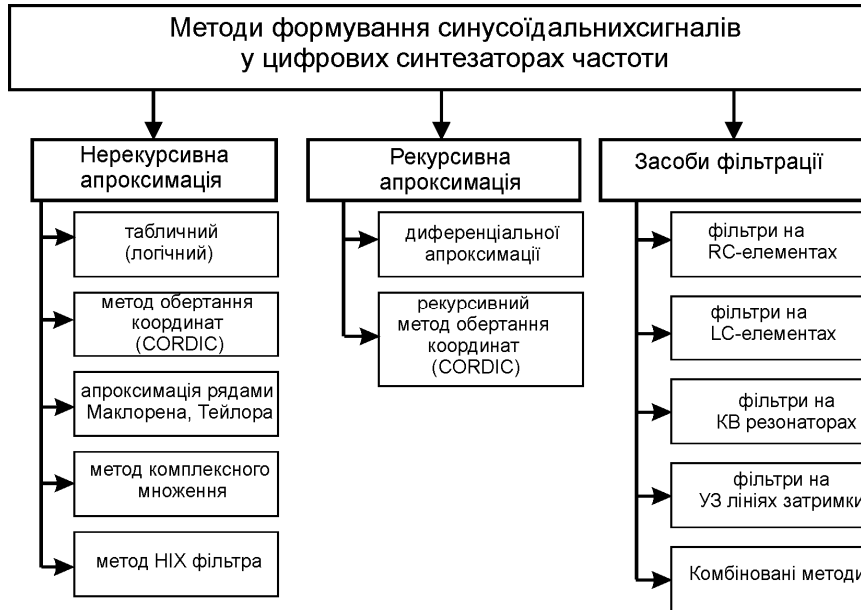 Методи формування синусоїдальнихсигналів
у цифрових синтезаторах частоти
Нерекурсивна
апроксимація
табличний
(логічний)
метод обертання
координат
(CORDIC)
апроксимація рядами
Маклорена, Тейлора
метод комплексного
множення
метод НІХ фільтра
Рекурсивна
апроксимація
диференціальної
апроксимації
рекурсивний
метод обертання
координат
(CORDIC)
Засоби фільтрації
фільтри на
RC-елементах
фільтри на
LC-елементах
фільтри на
КВ резонаторах
фільтри на
УЗ лініях затримки
Комбіновані методи